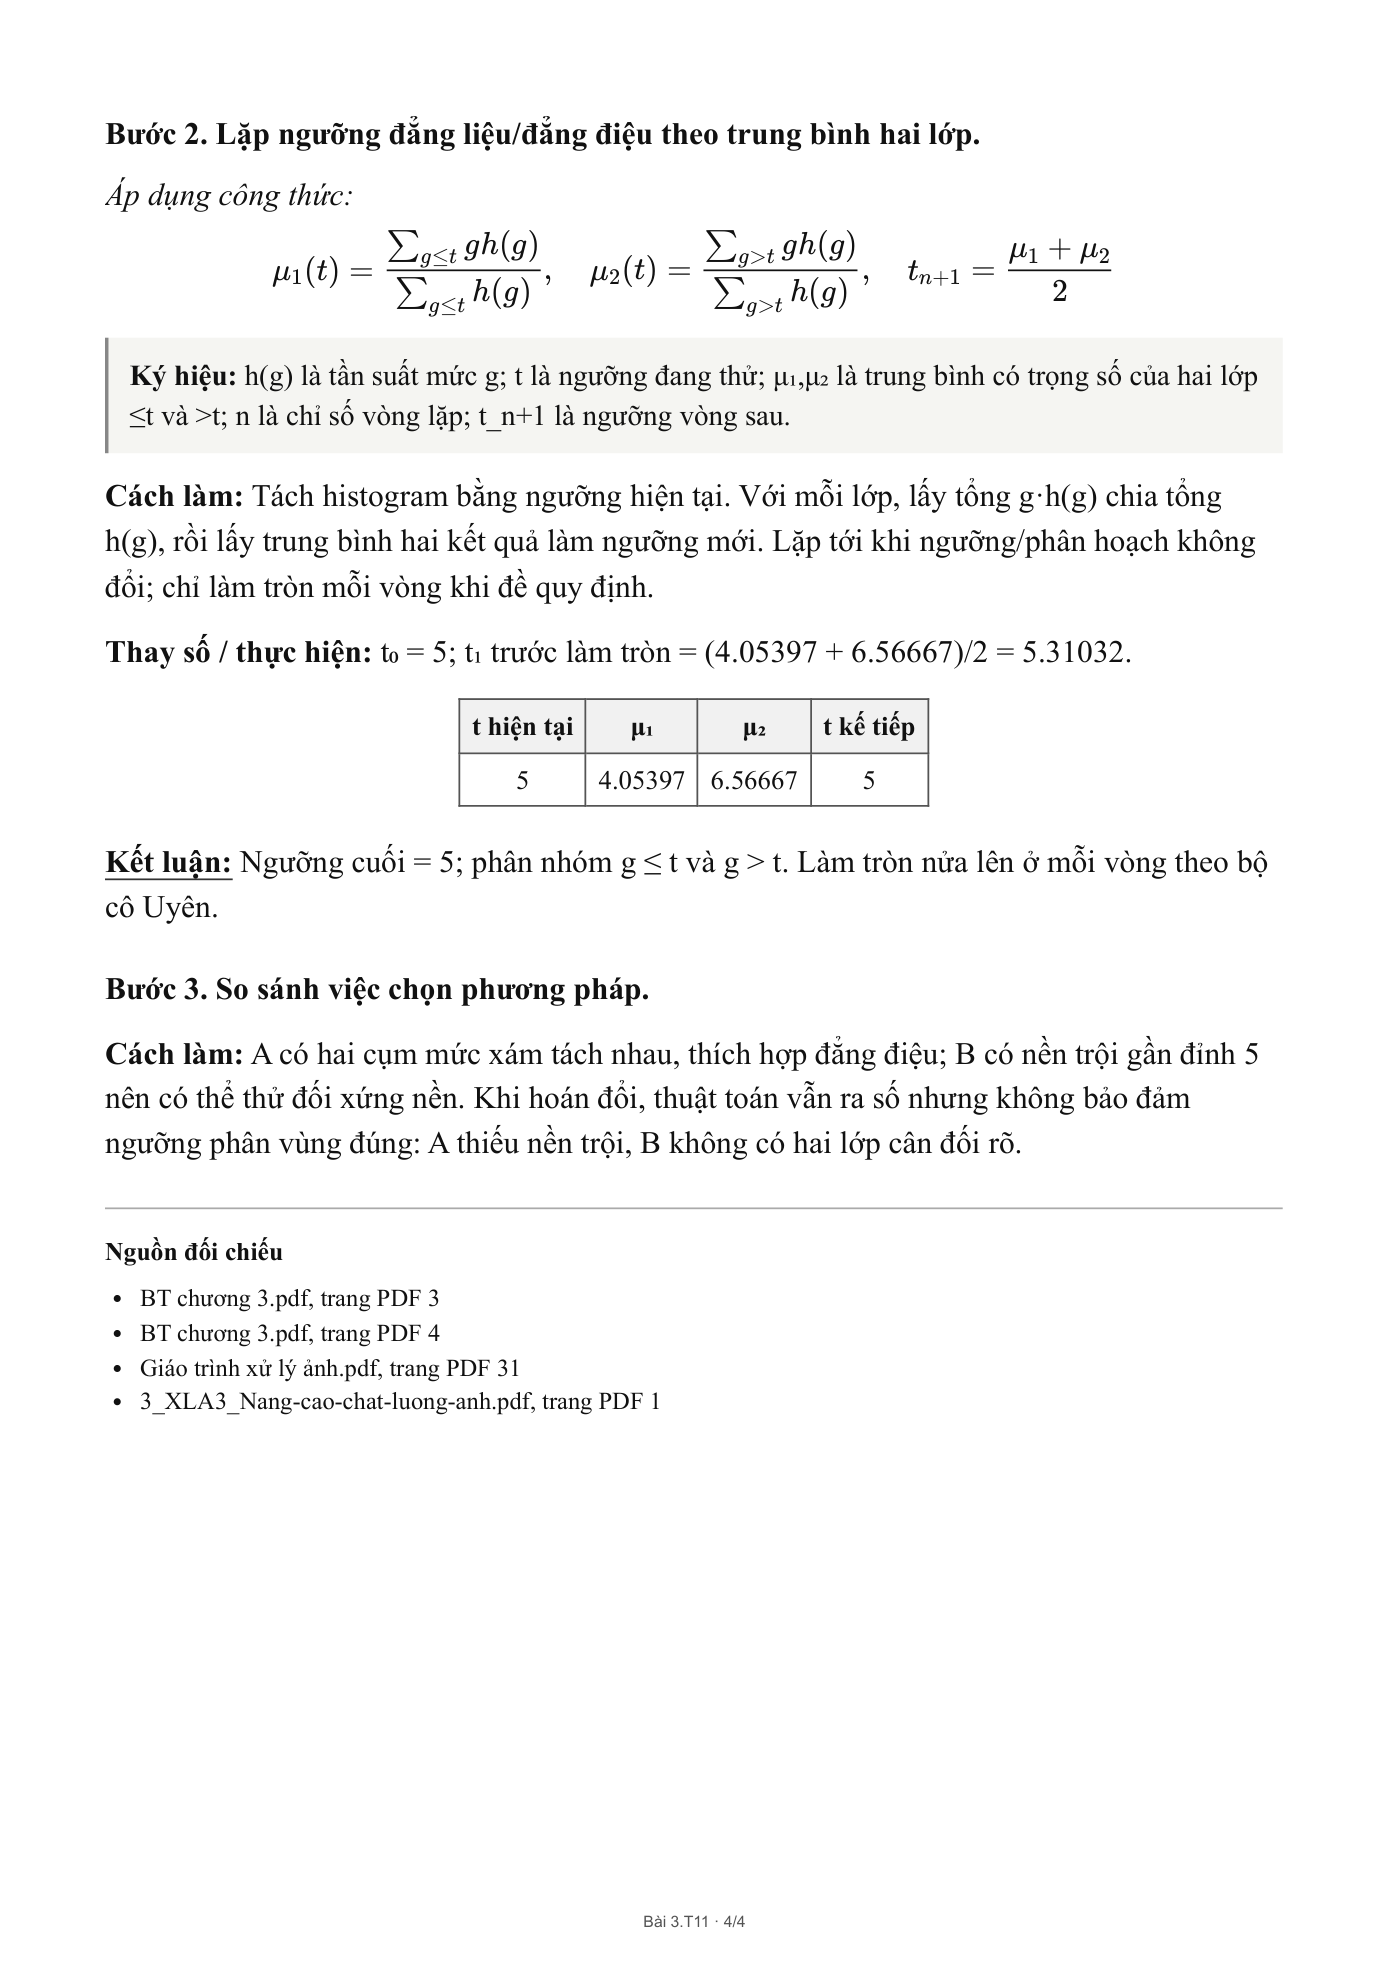 Bước 2. Lặp ngưỡng đẳng liệu/đẳng điệu theo trung bình hai lớp.
Áp dụng công thức:
μ₁(t) = ∑_{g≤t} gh(g) / ∑_{g≤t} h(g), μ₂(t) = ∑_{g>t} gh(g) / ∑_{g>t} h(g), t_{n+1} = (μ₁ + μ₂) / 2
Ký hiệu: h(g) là tần suất mức g; t là ngưỡng đang thử; μ₁,μ₂ là trung bình có trọng số của hai lớp
≤t và >t; n là chỉ số vòng lặp; t_n+1 là ngưỡng vòng sau.
Cách làm: Tách histogram bằng ngưỡng hiện tại. Với mỗi lớp, lấy tổng g·h(g) chia tổng
h(g), rồi lấy trung bình hai kết quả làm ngưỡng mới. Lặp tới khi ngưỡng/phân hoạch không
đổi; chỉ làm tròn mỗi vòng khi đề quy định.
Thay số / thực hiện: t₀ = 5; t₁ trước làm tròn = (4.05397 + 6.56667)/2 = 5.31032.
t hiện tại μ₁ μ₂ t kế tiếp
5 4.05397 6.56667 5
Kết luận: Ngưỡng cuối = 5; phân nhóm g ≤ t và g > t. Làm tròn nửa lên ở mỗi vòng theo bộ
cô Uyên.
Bước 3. So sánh việc chọn phương pháp.
Cách làm: A có hai cụm mức xám tách nhau, thích hợp đẳng điệu; B có nền trội gần đỉnh 5
nên có thể thử đối xứng nền. Khi hoán đổi, thuật toán vẫn ra số nhưng không bảo đảm
ngưỡng phân vùng đúng: A thiếu nền trội, B không có hai lớp cân đối rõ.
Nguồn đối chiếu
• BT chương 3.pdf, trang PDF 3
• BT chương 3.pdf, trang PDF 4
• Giáo trình xử lý ảnh.pdf, trang PDF 31
• 3_XLA3_Nang-cao-chat-luong-anh.pdf, trang PDF 1
Bài 3.T11 · 4/4